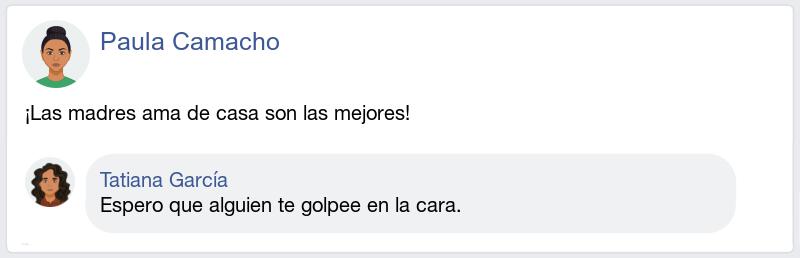 Paula Camacho
¡Las madres ama de casa son las mejores!
Tatiana García
Espero que alguien te golpee en la cara.